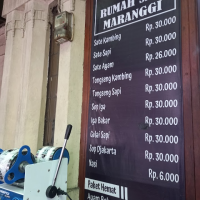 RUMAH
MARANGGI
Sate Kambing Rp. 30.000
Sate Sapi Rp. 30.000
Sate Ayam Rp. 26.000
Tongseng Kambing Rp. 30.000
Tongseng Sapi Rp. 30.000
Sop Iga Rp. 30.000
Iga Bakar Rp. 30.000
Gulai Sapi Rp. 30.000
Sop Djakarta Rp. 30.000
Nasi Rp. 6.000
Paket Hemat
Ayam